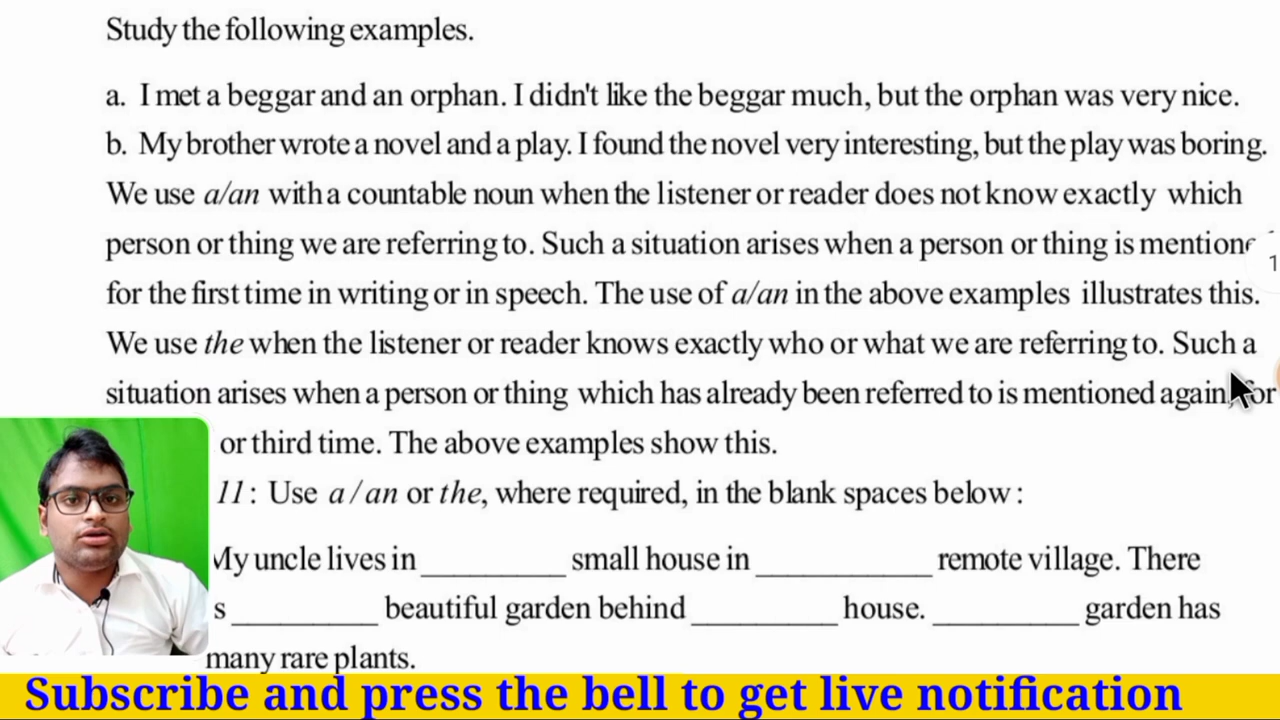 Study the following examples.
a. I met a beggar and an orphan. I didn't like the beggar much, but the orphan was very nice.
b. My brother wrote a novel and a play. I found the novel very interesting, but the play was boring.
We use a/an with a countable noun when the listener or reader does not know exactly which
person or thing we are referring to. Such a situation arises when a person or thing is mentione
1
for the first time in writing or in speech. The use of a/an in the above examples illustrates this.
We use the when the listener or reader knows exactly who or what we are referring to. Such a
situation arises when a person or thing which has already been referred to is mentioned again, for
or third time. The above examples show this.
11: Use a/an or the, where required, in the blank spaces below:
My uncle lives in __________ small house in ____________ remote village. There
s __________ beautiful garden behind __________ house. __________ garden has
many rare plants.
Subscribe and press the bell to get live notification